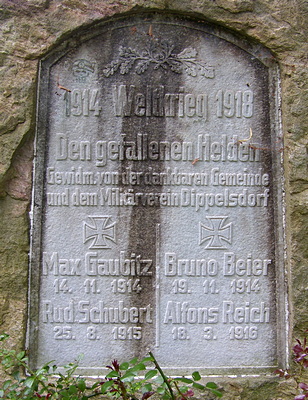 1914 Weltkrieg 1918
Den gefallenen Helden
Gewidm. von der dankbaren Gemeinde
und dem Militärverein Dippelsdorf
Max Gaubitz
14. 11. 1914
Rud Schubert
25. 8. 1915
Bruno Beier
19. 11. 1914
Alfons Reich
18. 3. 1916